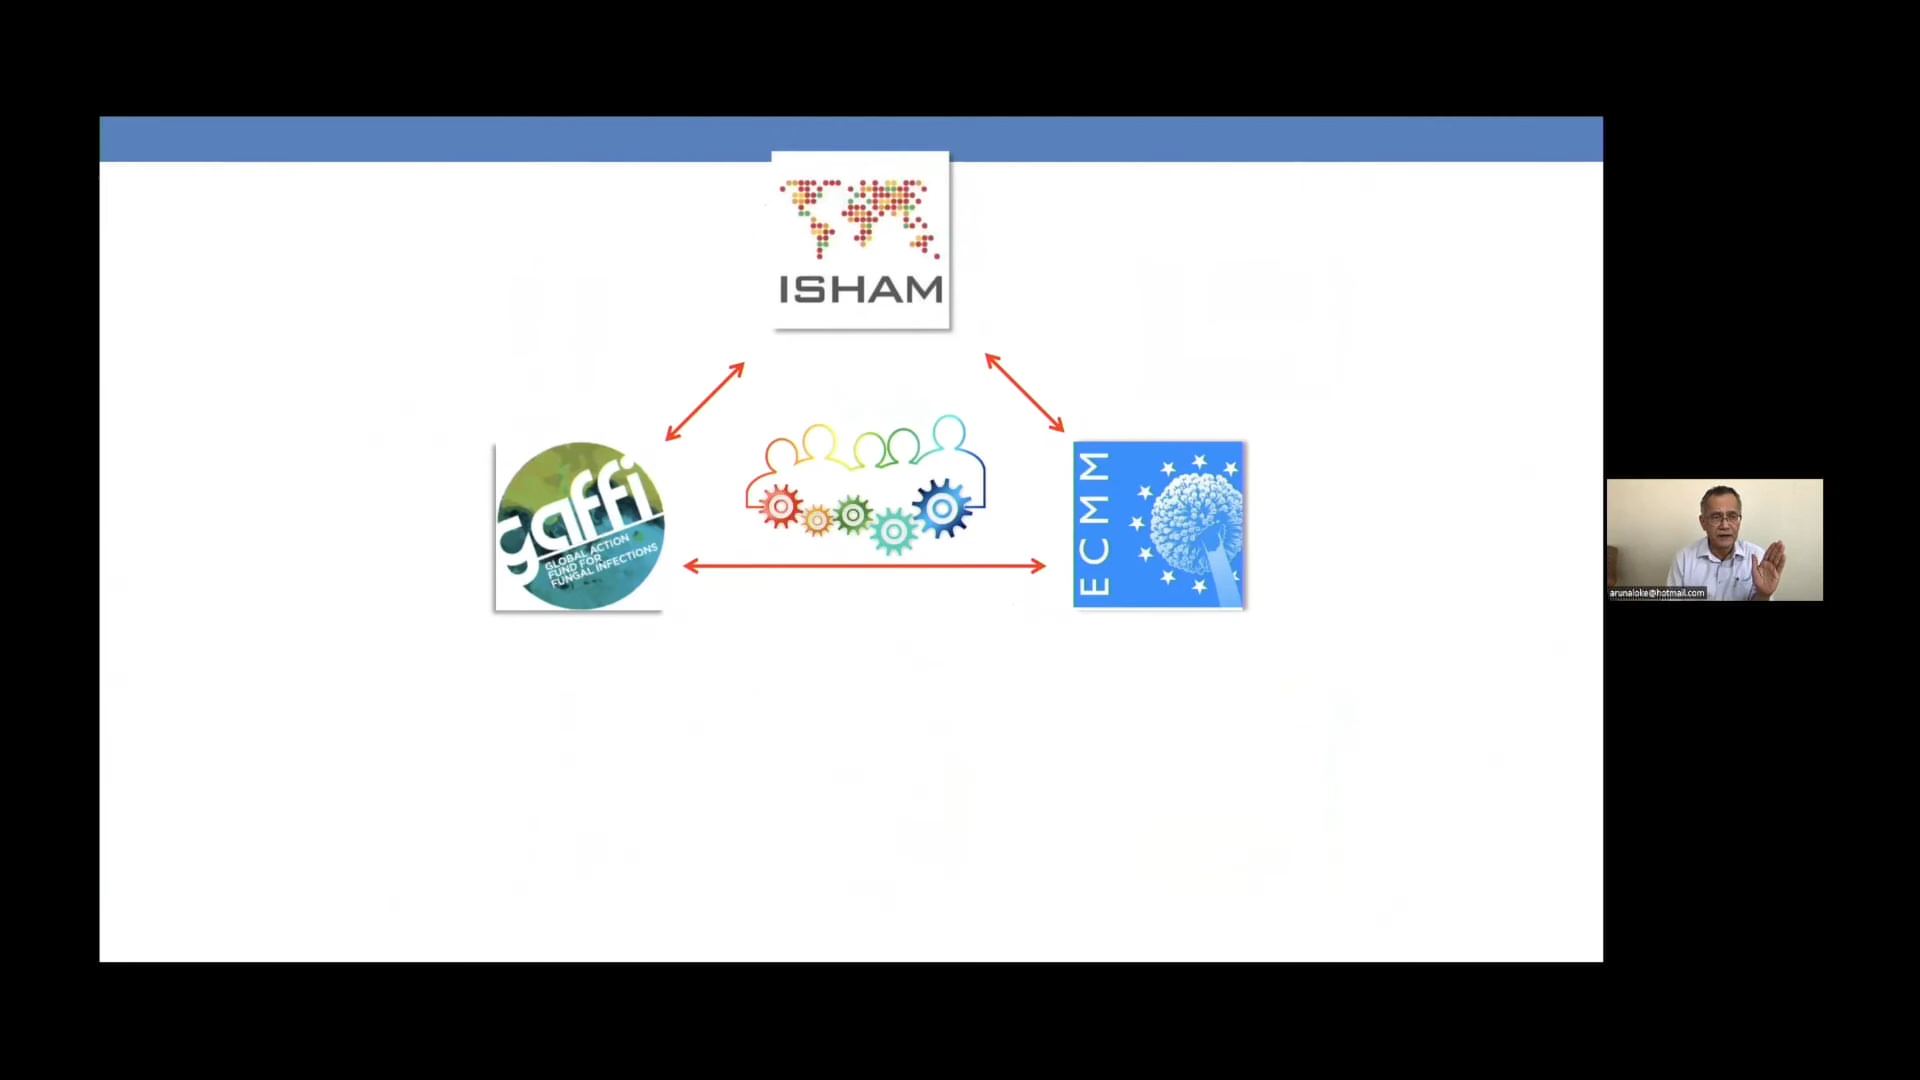 ISHAM
gaffi
GLOBAL ACTION
FUND FOR
FUNGAL INFECTIONS
ECMM
arunaloke@hotmail.com